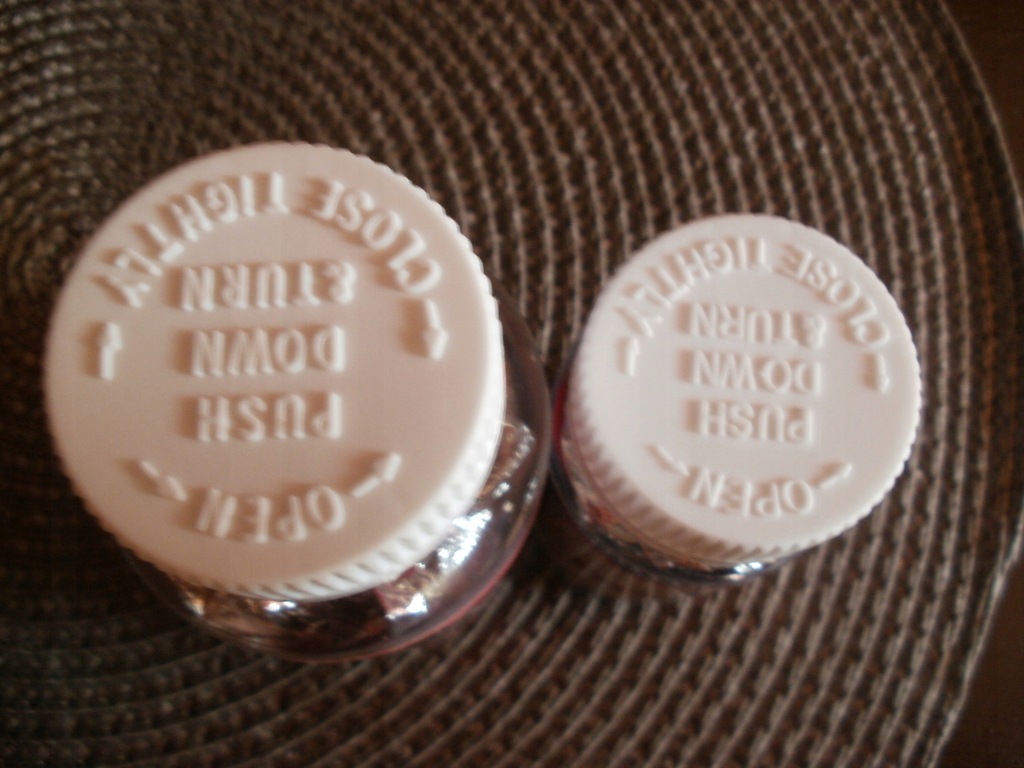 CLOSE TIGHTLY
PUSH
DOWN
& TURN
OPEN
CLOSE TIGHTLY
PUSH
DOWN
& TURN
OPEN